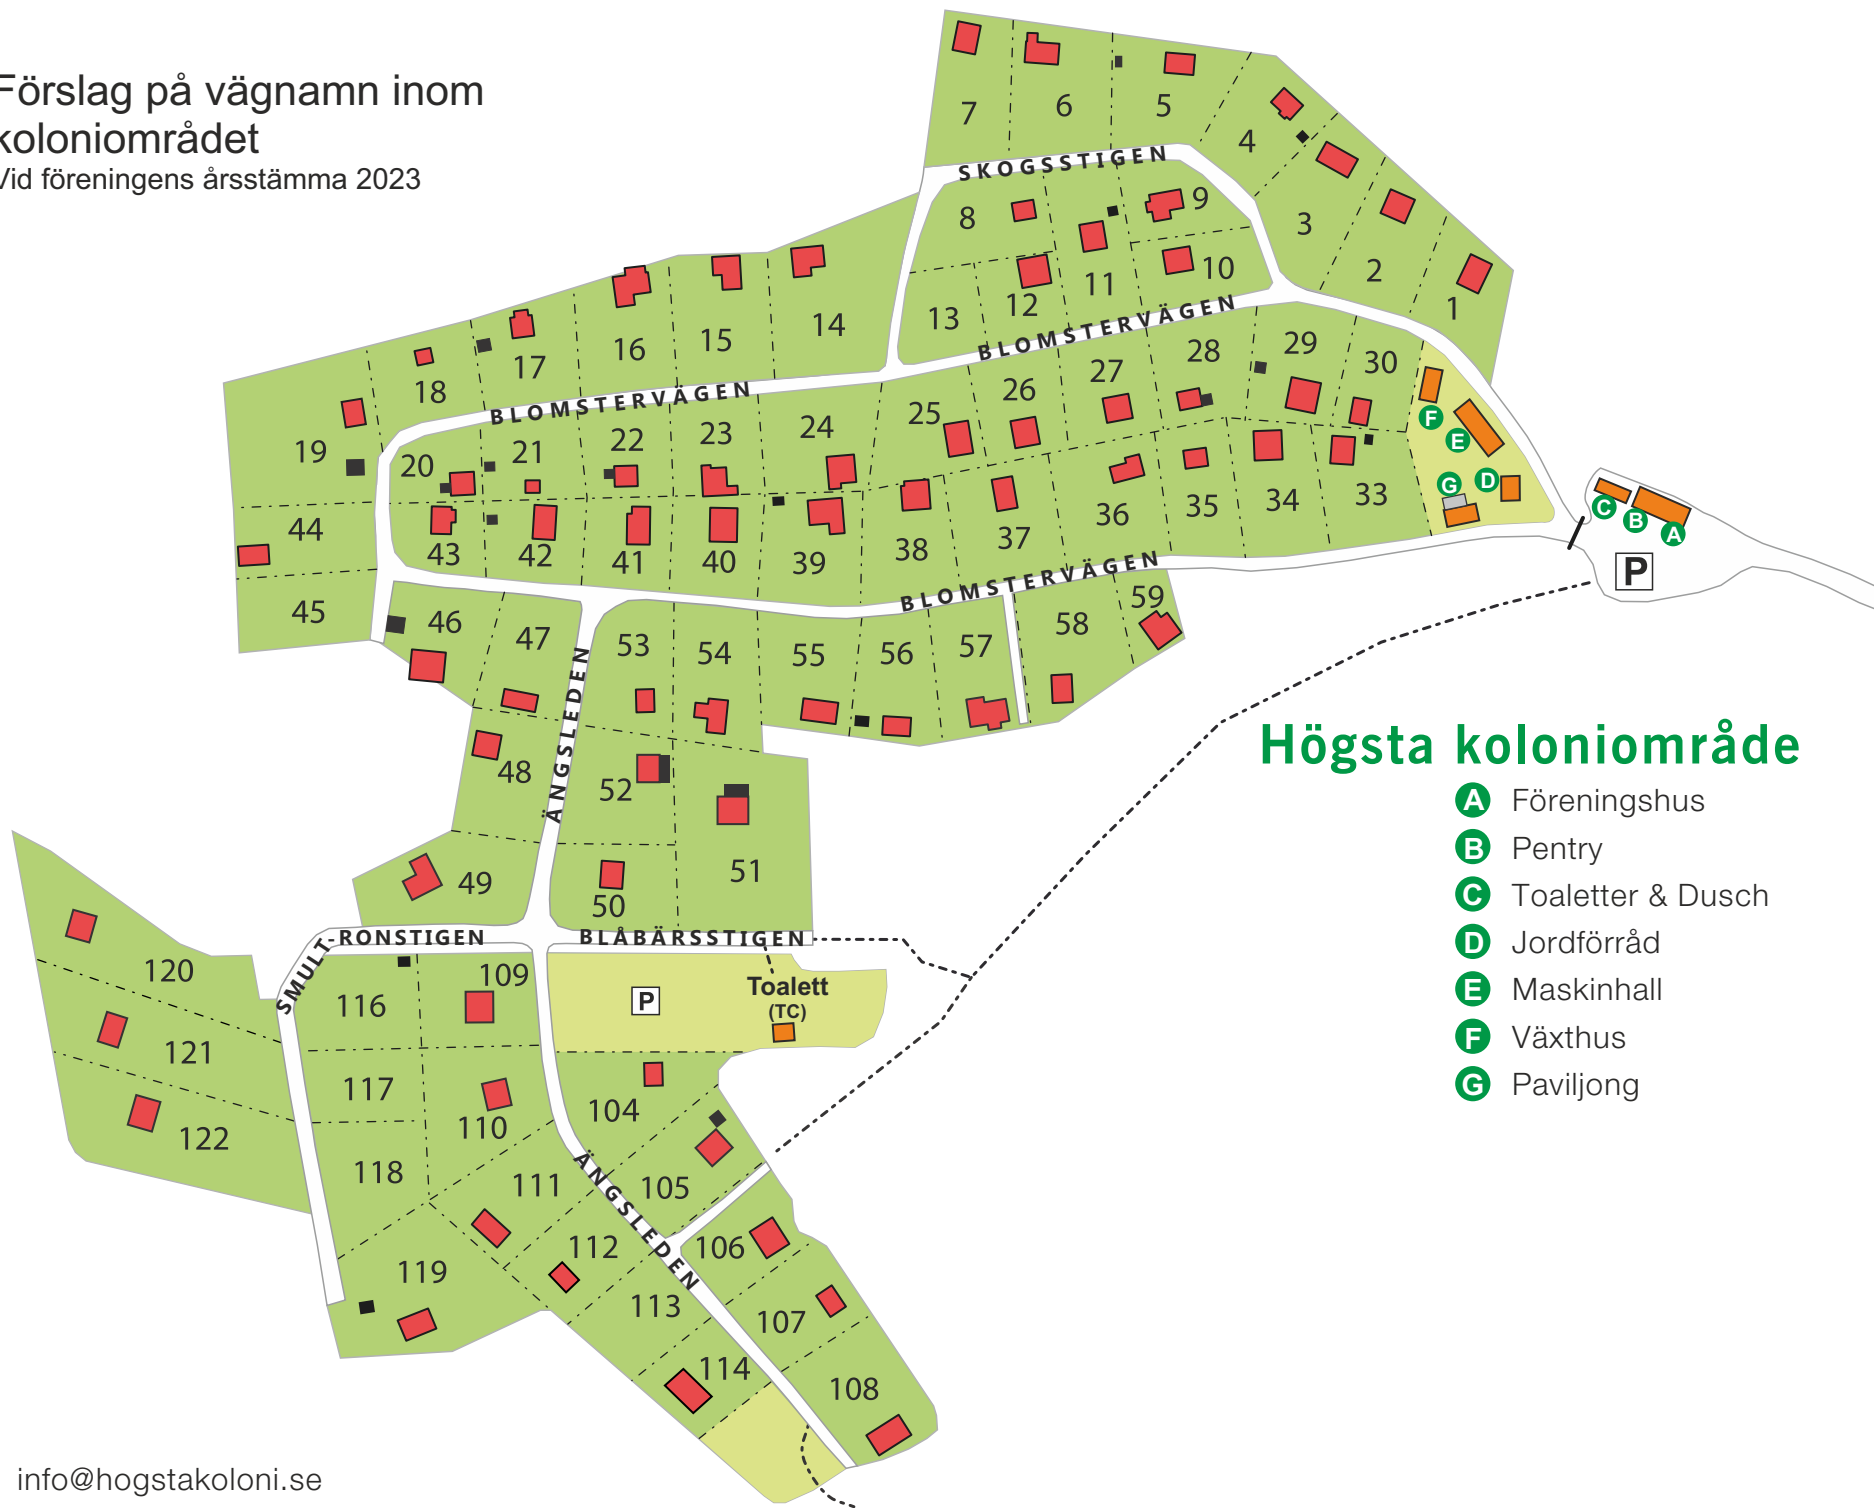 Förslag på vägnamn inom
koloniområdet
Vid föreningens årsstämma 2023
7
6
5
4
3
2
1
SKOGSSTIGEN
8
9
10
11
12
13
BLOMSTERVÄGEN
14
15
16
17
18
19
BLOMSTERVÄGEN
20
21
22
23
24
25
26
27
28
29
30
44
45
43
42
41
40
39
38
37
36
35
34
33
BLOMSTERVÄGEN
F
E
G
D
C
B
A
P
46
47
53
54
55
56
57
58
59
ÄNGSLEDEN
48
52
51
49
50
SMULT-RONSTIGEN
BLÅBÄRSSTIGEN
P
Toalett
(TC)
120
121
122
116
109
117
110
118
111
119
112
113
114
104
105
ÄNGSLEDEN
106
107
108
Högsta koloniområde
A Föreningshus
B Pentry
C Toaletter & Dusch
D Jordförråd
E Maskinhall
F Växthus
G Paviljong
info@hogstakoloni.se